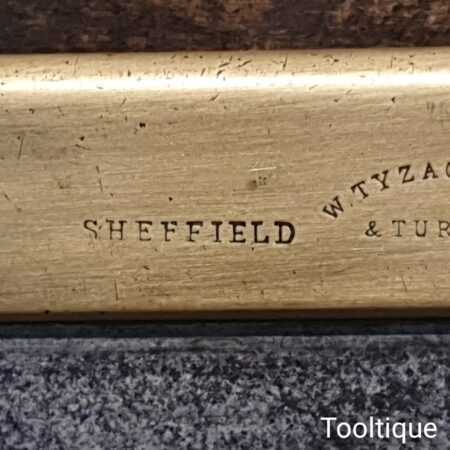 SHEFFIELD
W. TYZAC
& TUR
Tooltique